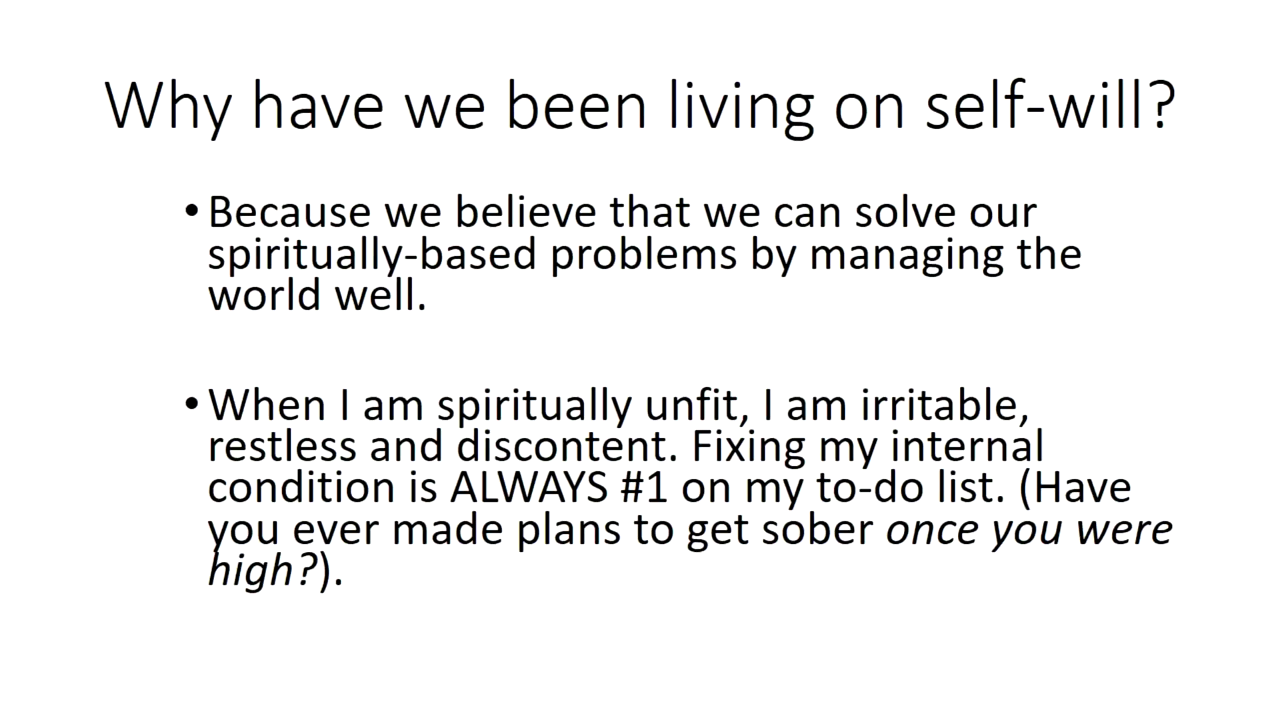 Why have we been living on self-will?
• Because we believe that we can solve our
spiritually-based problems by managing the
world well.
• When I am spiritually unfit, I am irritable,
restless and discontent. Fixing my internal
condition is ALWAYS #1 on my to-do list. (Have
you ever made plans to get sober once you were
high?).